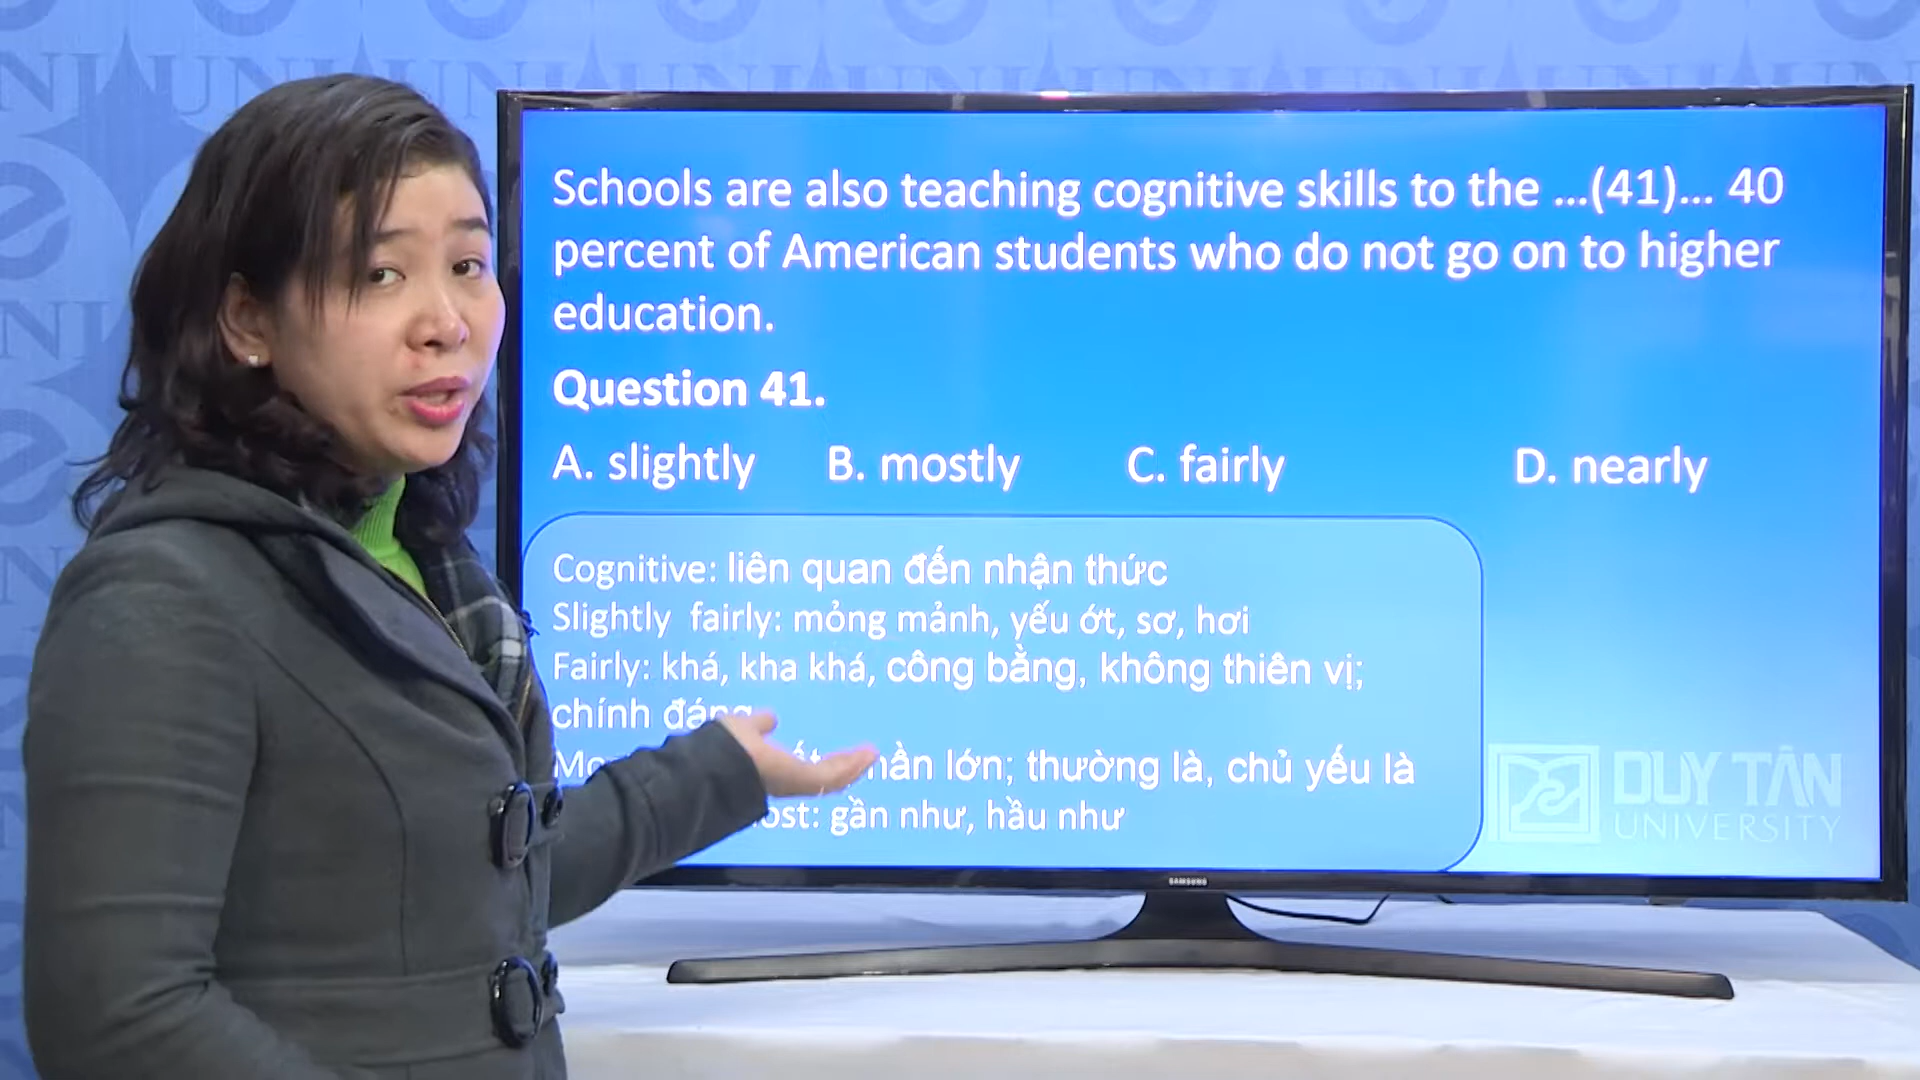 Schools are also teaching cognitive skills to the ...(41)... 40
percent of American students who do not go on to higher
education.
Question 41.
A. slightly B. mostly C. fairly D. nearly
Cognitive: liên quan đến nhận thức
Slightly fairly: mỏng mảnh, yếu ớt, sơ, hơi
Fairly: khá, kha khá, công bằng, không thiên vị;
chính đáng
lớn; thường là, chủ yếu là
gần như, hầu như
DUY TÂN
UNIVERSITY
SAMSUNG